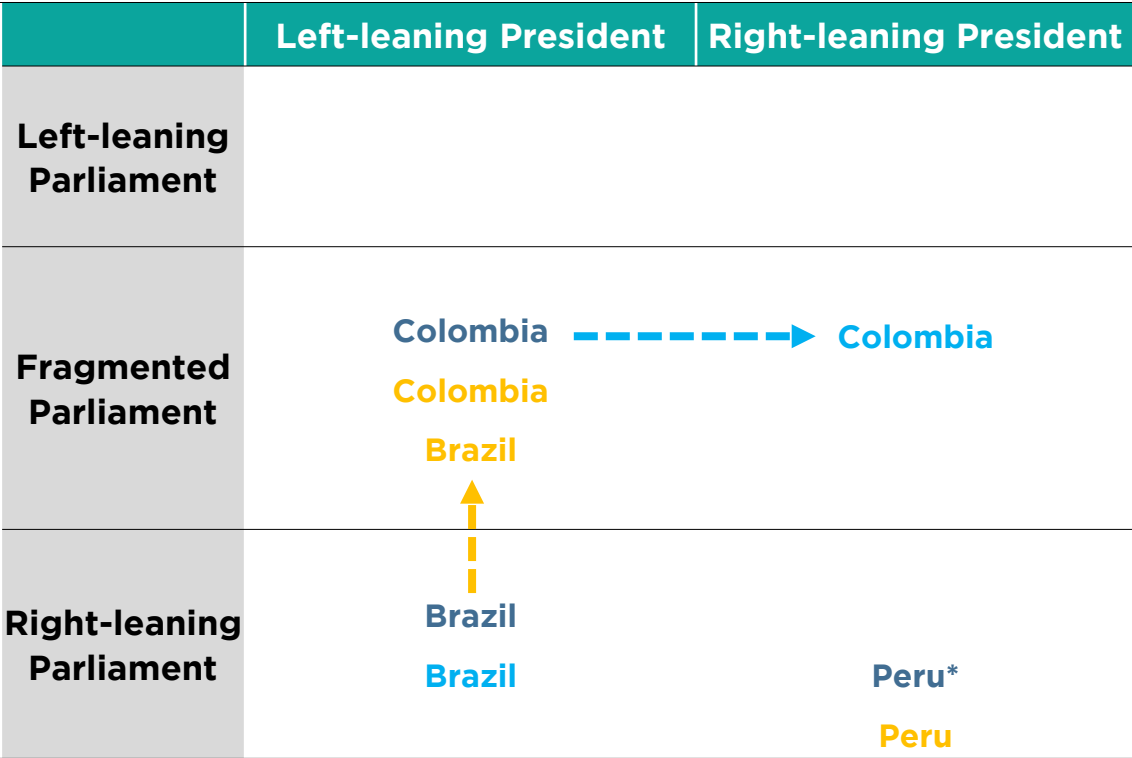 Left-leaning President
Right-leaning President
Left-leaning
Parliament
Fragmented
Parliament
Colombia
Colombia
Colombia
Brazil
Right-leaning
Parliament
Brazil
Brazil
Peru*
Peru